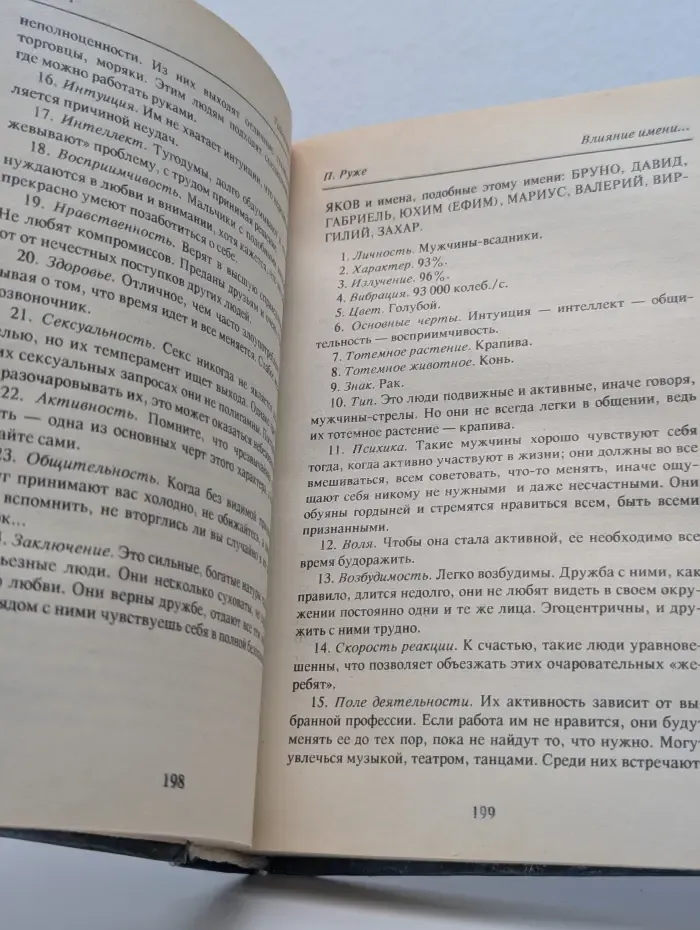 неполноценности. Из них выходят отличные
торговцы, моряки. Этим людям подходят
где можно работать руками.
16. Интуиция. Им не хватает интуиции, что
ляется причиной неудач.
17. Интеллект. Тугодумы, долго
жевывают» проблему, с трудом принимая решения.
18. Восприимчивость. Мальчики с подобными
нуждаются в любви и внимании, хотя кажется, что
прекрасно умеют позаботиться о себе.
19. Нравственность. Верят в высшую
Не любят компромиссов. Преданы друзьям и
от нечестных поступков других людей.
20. Здоровье. Отличное, чем часто
ывая о том, что время идет и все меняется.
озвоночник.
21. Сексуальность. Секс никогда не
елью, но их темперамент ищет выхода.
их сексуальных запросах они не полигамны.
разочаровывать их, это может оказаться
22. Активность. Помните, что
ть — одна из основных черт этого характера
айте сами.
23. Общительность. Когда без видимой
уг принимают вас холодно, не обижайтесь, а
вспомнить, не вторглись ли вы случайно в
ок...
Заключение. Это сильные, богатые натуры
ьезные люди. Они несколько суховаты, не
о любви. Они верны дружбе, отдают все
ядом с ними чувствуешь себя в полной
198
П. Руже
Влияние имени...
ЯКОВ и имена, подобные этому имени: БРУНО, ДАВИД,
ГАБРИЕЛЬ, ЮХИМ (ЕФИМ), МАРИУС, ВАЛЕРИЙ, ВИР-
ГИЛИЙ, ЗАХАР.
1. Личность. Мужчины-всадники.
2. Характер. 93%.
3. Излучение. 96%.
4. Вибрация. 93 000 колеб./с.
5. Цвет. Голубой.
6. Основные черты. Интуиция — интеллект — общи-
тельность — восприимчивость.
7. Тотемное растение. Крапива.
8. Тотемное животное. Конь.
9. Знак. Рак.
10. Тип. Это люди подвижные и активные, иначе говоря,
мужчины-стрелы. Но они не всегда легки в общении, ведь
их тотемное растение — крапива.
11. Психика. Такие мужчины хорошо чувствуют себя
тогда, когда активно участвуют в жизни; они должны во все
вмешиваться, всем советовать, что-то менять, иначе ощу-
щают себя никому не нужными и даже несчастными. Они
обуяны гордыней и стремятся нравиться всем, быть всеми
признанными.
12. Воля. Чтобы она стала активной, ее необходимо все
время будоражить.
13. Возбудимость. Легко возбудимы. Дружба с ними, как
правило, длится недолго, они не любят видеть в своем окру-
жении постоянно одни и те же лица. Эгоцентричны, и дру-
жить с ними трудно.
14. Скорость реакции. К счастью, такие люди уравнове-
шенны, что позволяет объезжать этих очаровательных «же-
ребят».
15. Поле деятельности. Их активность зависит от вы-
бранной профессии. Если работа им не нравится, они будут
менять ее до тех пор, пока не найдут то, что нужно. Могут
увлечься музыкой, театром, танцами. Среди них встречают
199